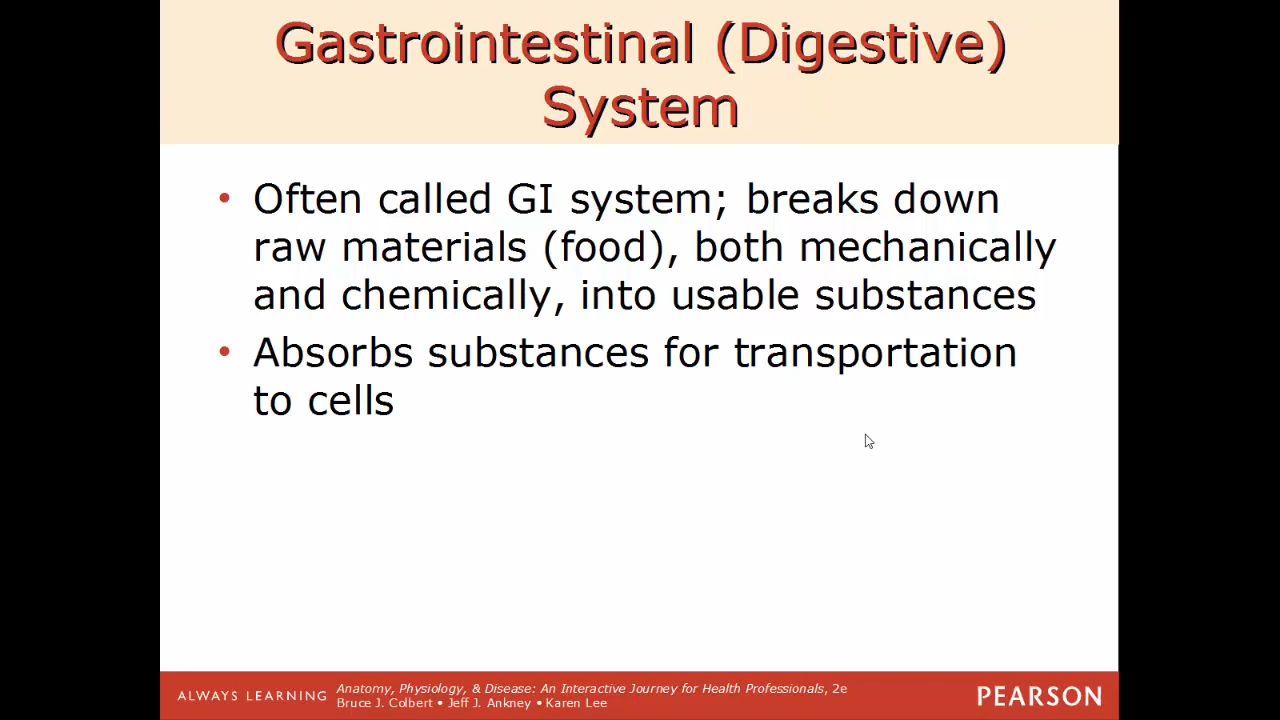 Gastrointestinal (Digestive)
System
• Often called GI system; breaks down
raw materials (food), both mechanically
and chemically, into usable substances
• Absorbs substances for transportation
to cells
ALWAYS LEARNING
Anatomy, Physiology, & Disease: An Interactive Journey for Health Professionals, 2e
Bruce J. Colbert • Jeff J. Ankney • Karen Lee
PEARSON